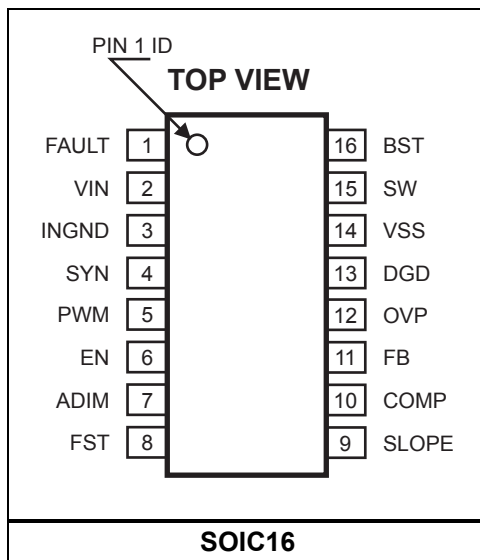 PIN 1 ID
TOP VIEW
FAULT 1 16 BST
VIN 2 15 SW
INGND 3 14 VSS
SYN 4 13 DGD
PWM 5 12 OVP
EN 6 11 FB
ADIM 7 10 COMP
FST 8 9 SLOPE
SOIC16